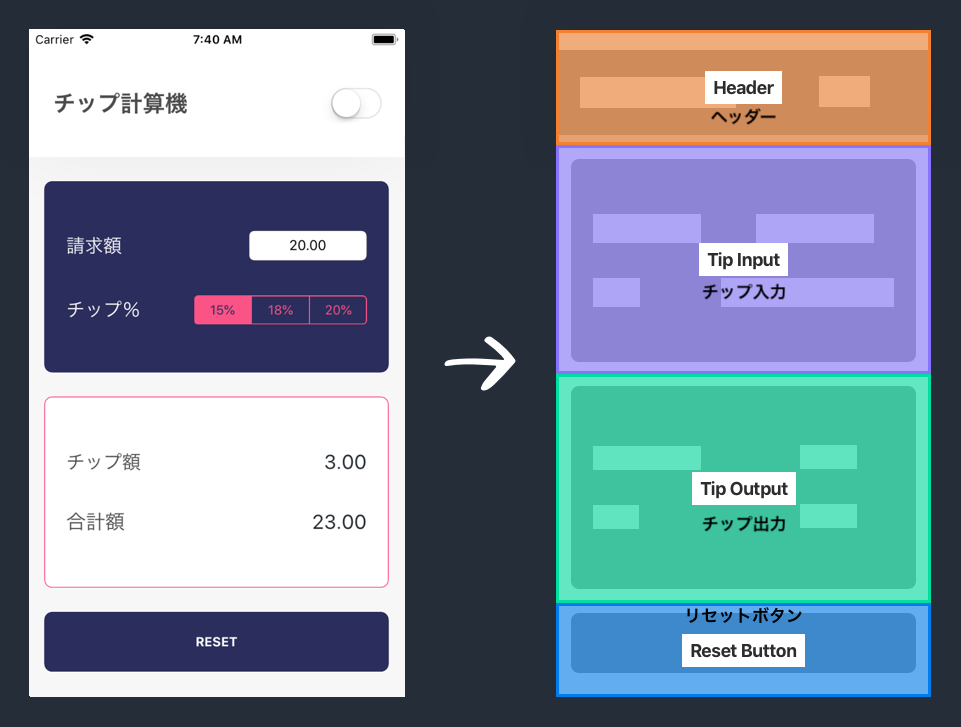 Carrier 7:40 AM
チップ計算機
請求額 20.00
チップ% 15% 18% 20%
チップ額 3.00
合計額 23.00
RESET
Header
ヘッダー
Tip Input
チップ入力
Tip Output
チップ出力
リセットボタン
Reset Button